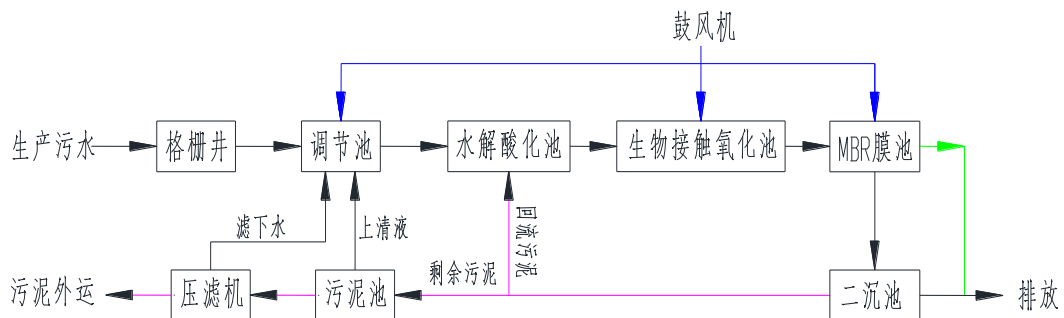 鼓风机
生产污水
格栅井
调节池
水解酸化池
生物接触氧化池
MBR膜池
滤下水
上清液
回流污泥
剩余污泥
污泥外运
压滤机
污泥池
二沉池
排放